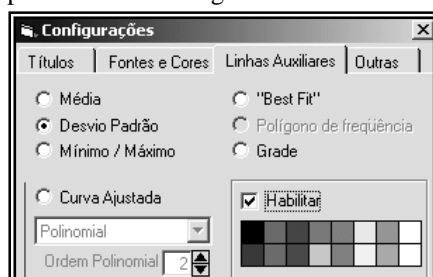 Configurações
Títulos Fontes e Cores Linhas Auxiliares Outras
Média "Best Fit"
Desvio Padrão Polígono de freqüência
Mínimo / Máximo Grade
Curva Ajustada Habilitar
Polinomial
Ordem Polinomial 2